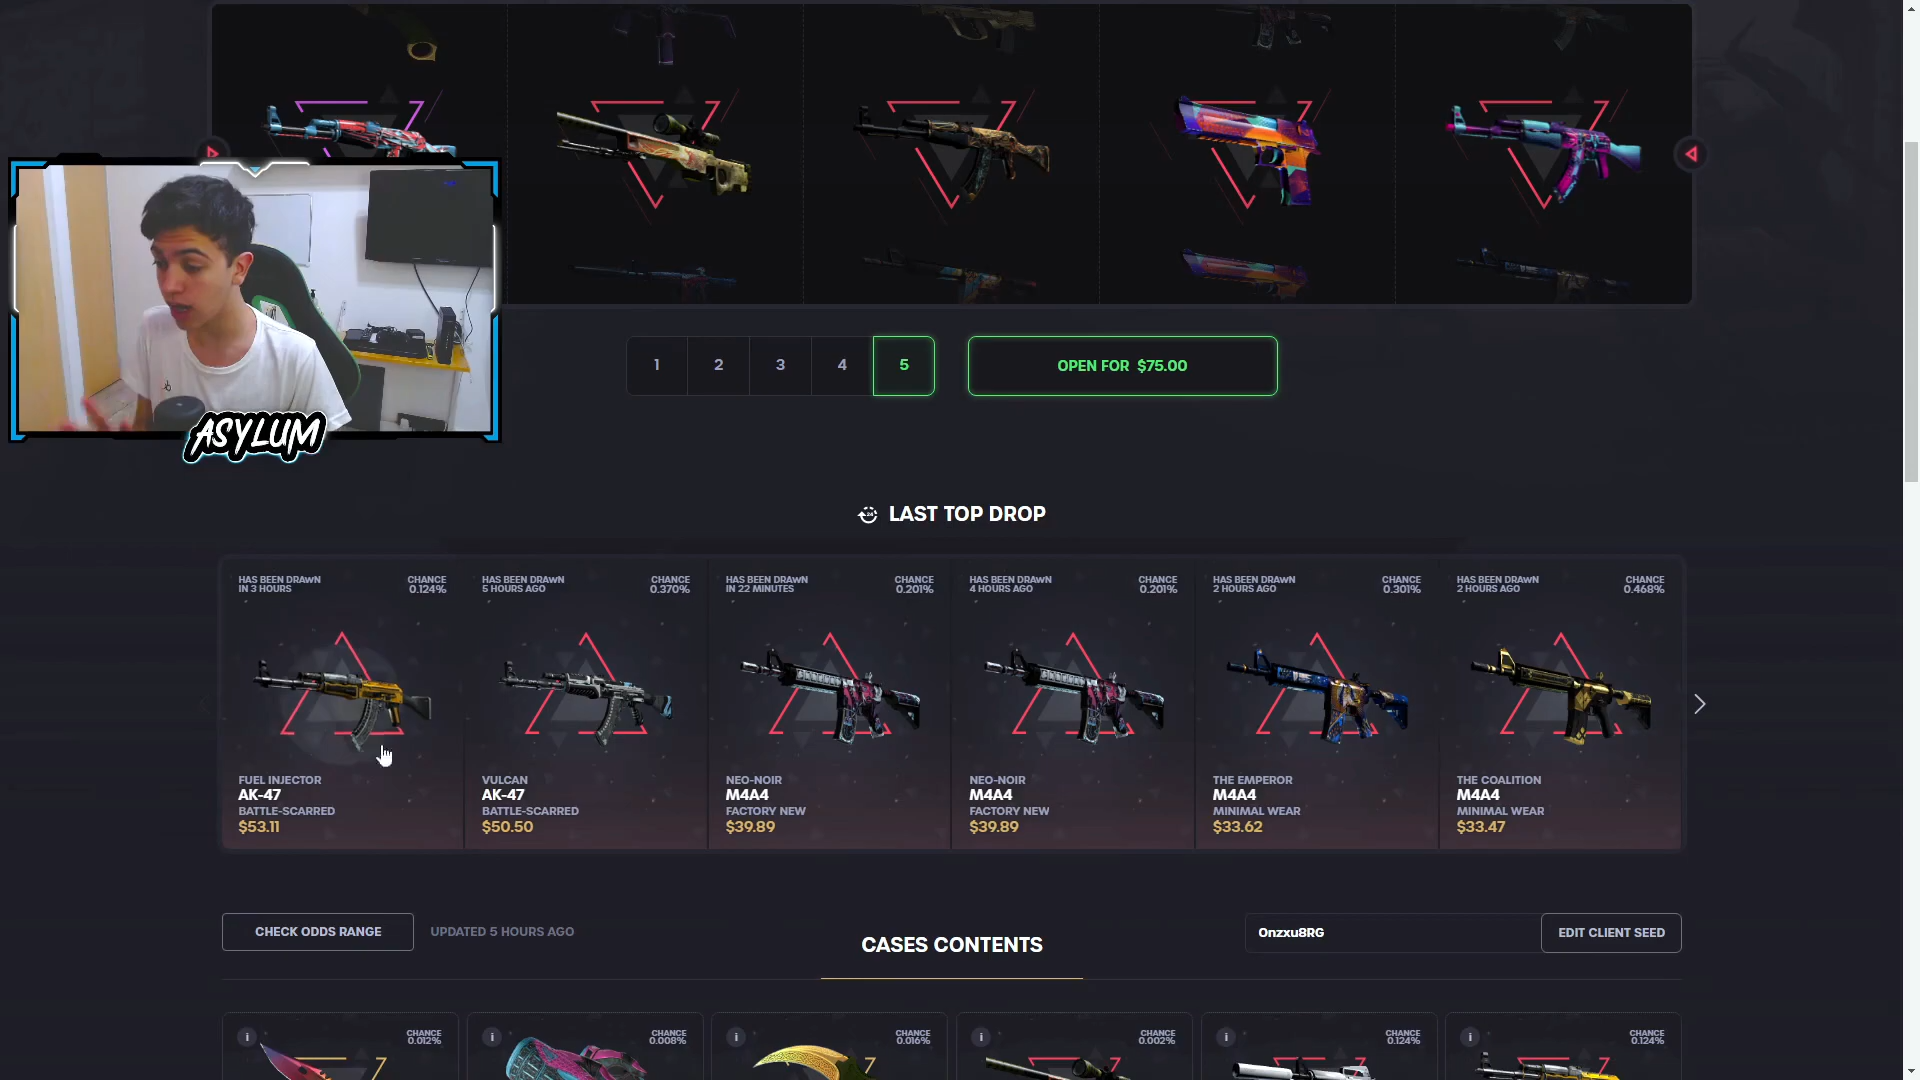 1
2
3
4
5
OPEN FOR $75.00
ASYLUM
LAST TOP DROP
HAS BEEN DRAWN
IN 3 HOURS
CHANCE
0.124%
FUEL INJECTOR
AK-47
BATTLE-SCARRED
$53.11
HAS BEEN DRAWN
5 HOURS AGO
CHANCE
0.370%
VULCAN
AK-47
BATTLE-SCARRED
$50.50
HAS BEEN DRAWN
IN 22 MINUTES
CHANCE
0.201%
NEO-NOIR
M4A4
FACTORY NEW
$39.89
HAS BEEN DRAWN
4 HOURS AGO
CHANCE
0.201%
NEO-NOIR
M4A4
FACTORY NEW
$39.89
HAS BEEN DRAWN
2 HOURS AGO
CHANCE
0.301%
THE EMPEROR
M4A4
MINIMAL WEAR
$33.62
HAS BEEN DRAWN
2 HOURS AGO
CHANCE
0.468%
THE COALITION
M4A4
MINIMAL WEAR
$33.47
CHECK ODDS RANGE
UPDATED 5 HOURS AGO
CASES CONTENTS
Onzxu8RG
EDIT CLIENT SEED
i
CHANCE
0.012%
i
CHANCE
0.008%
i
CHANCE
0.016%
i
CHANCE
0.002%
i
CHANCE
0.124%
i
CHANCE
0.124%